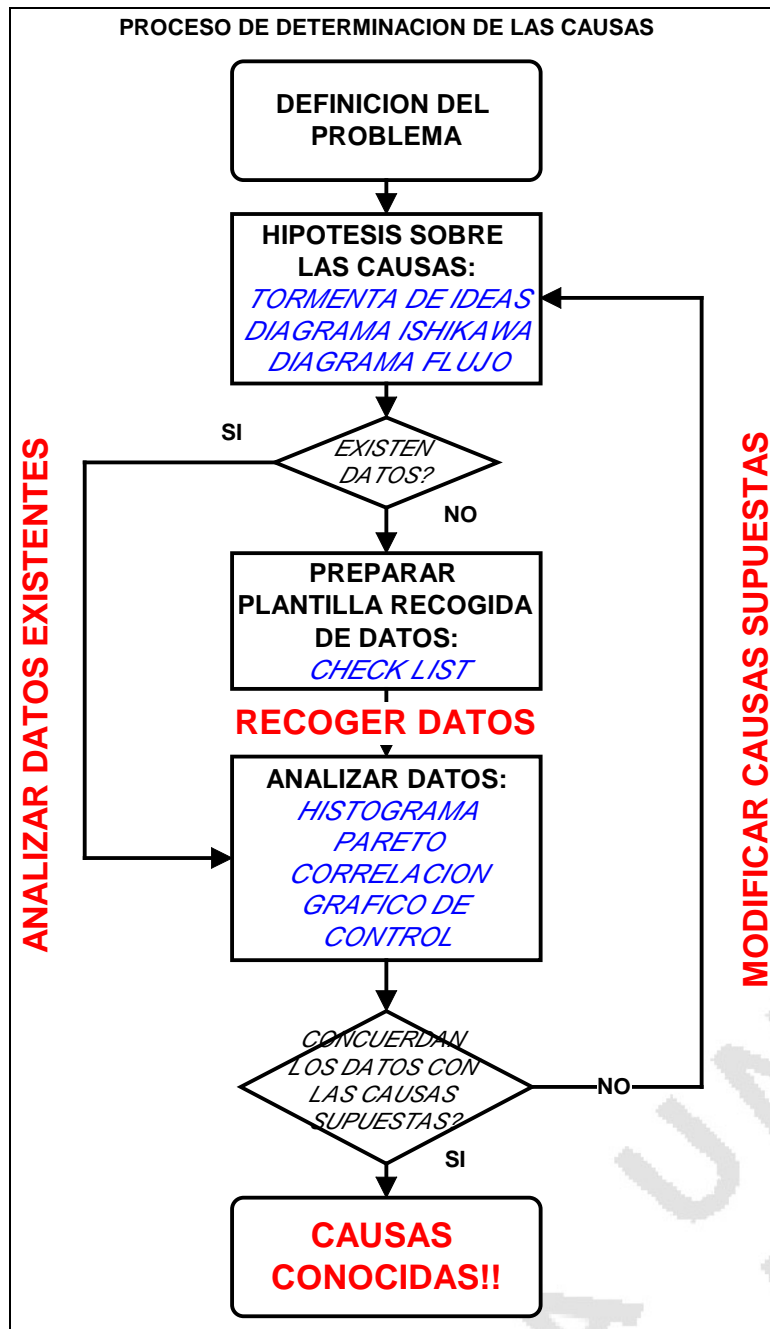 PROCESO DE DETERMINACION DE LAS CAUSAS
DEFINICION DEL
PROBLEMA
HIPOTESIS SOBRE
LAS CAUSAS:
TORMENTA DE IDEAS
DIAGRAMA ISHIKAWA
DIAGRAMA FLUJO
SI
EXISTEN
DATOS?
NO
ANALIZAR DATOS EXISTENTES
MODIFICAR CAUSAS SUPUESTAS
PREPARAR
PLANTILLA RECOGIDA
DE DATOS:
CHECK LIST
RECOGER DATOS
ANALIZAR DATOS:
HISTOGRAMA
PARETO
CORRELACION
GRAFICO DE
CONTROL
CONCUERDAN
LOS DATOS CON
LAS CAUSAS
SUPUESTAS?
NO
SI
CAUSAS
CONOCIDAS!!